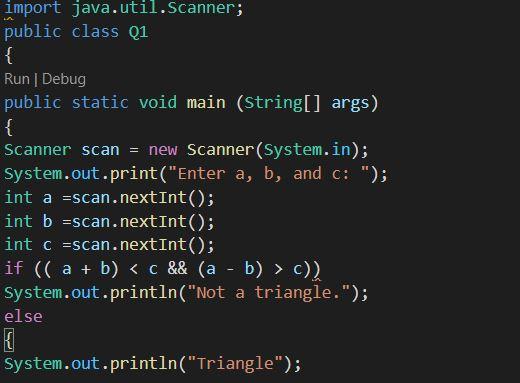 import java.util.Scanner;
public class Q1
{
Run | Debug
public static void main (String[] args)
{
Scanner scan = new Scanner(System.in);
System.out.print("Enter a, b, and c: ");
int a =scan.nextInt();
int b =scan.nextInt();
int c =scan.nextInt();
if (( a + b) < c && (a - b) > c))
System.out.println("Not a triangle.");
else
{
System.out.println("Triangle");